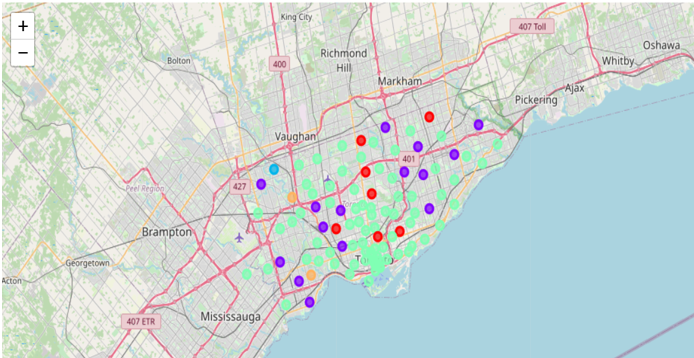 +
King City
407 Toll
−
Oshawa
Richmond
Hill
Bolton
400
Whitby
Markham
Ajax
Pickering
Vaughan
401
427
Peel Region
Brampton
Georgetown
Acton
Mississauga
407 ETR